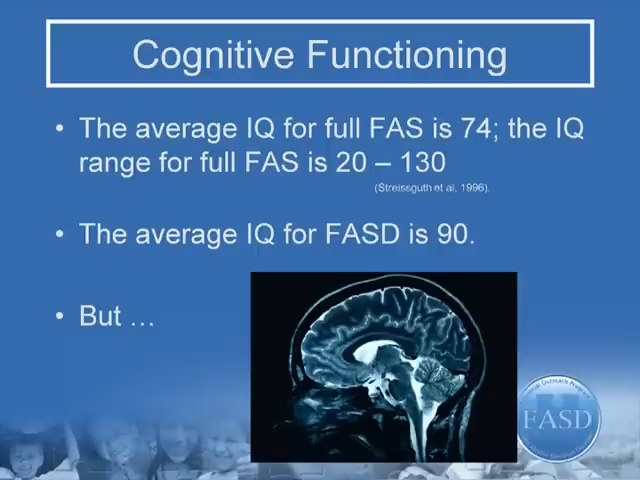 Cognitive Functioning
• The average IQ for full FAS is 74; the IQ
range for full FAS is 20 – 130
(Streissguth et al, 1996).
• The average IQ for FASD is 90.
• But …
Outreach
FASD